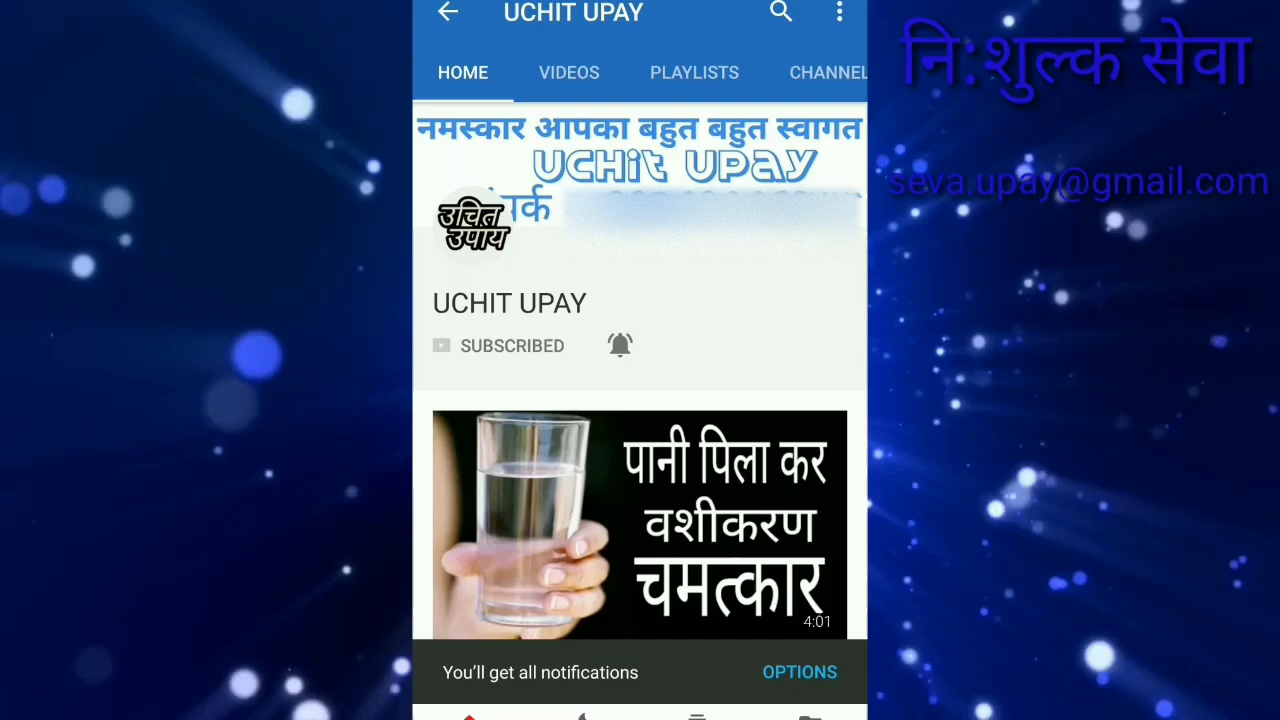 UCHIT UPAY
HOME VIDEOS PLAYLISTS CHANNEL
नमस्कार आपका बहुत बहुत स्वागत
UCHIT UPAY
उचित
उपाय
UCHIT UPAY
SUBSCRIBED
पानी पिला कर
वशीकरण
चमत्कार
4:01
You'll get all notifications OPTIONS
नि:शुल्क सेवा
seva.upay@gmail.com